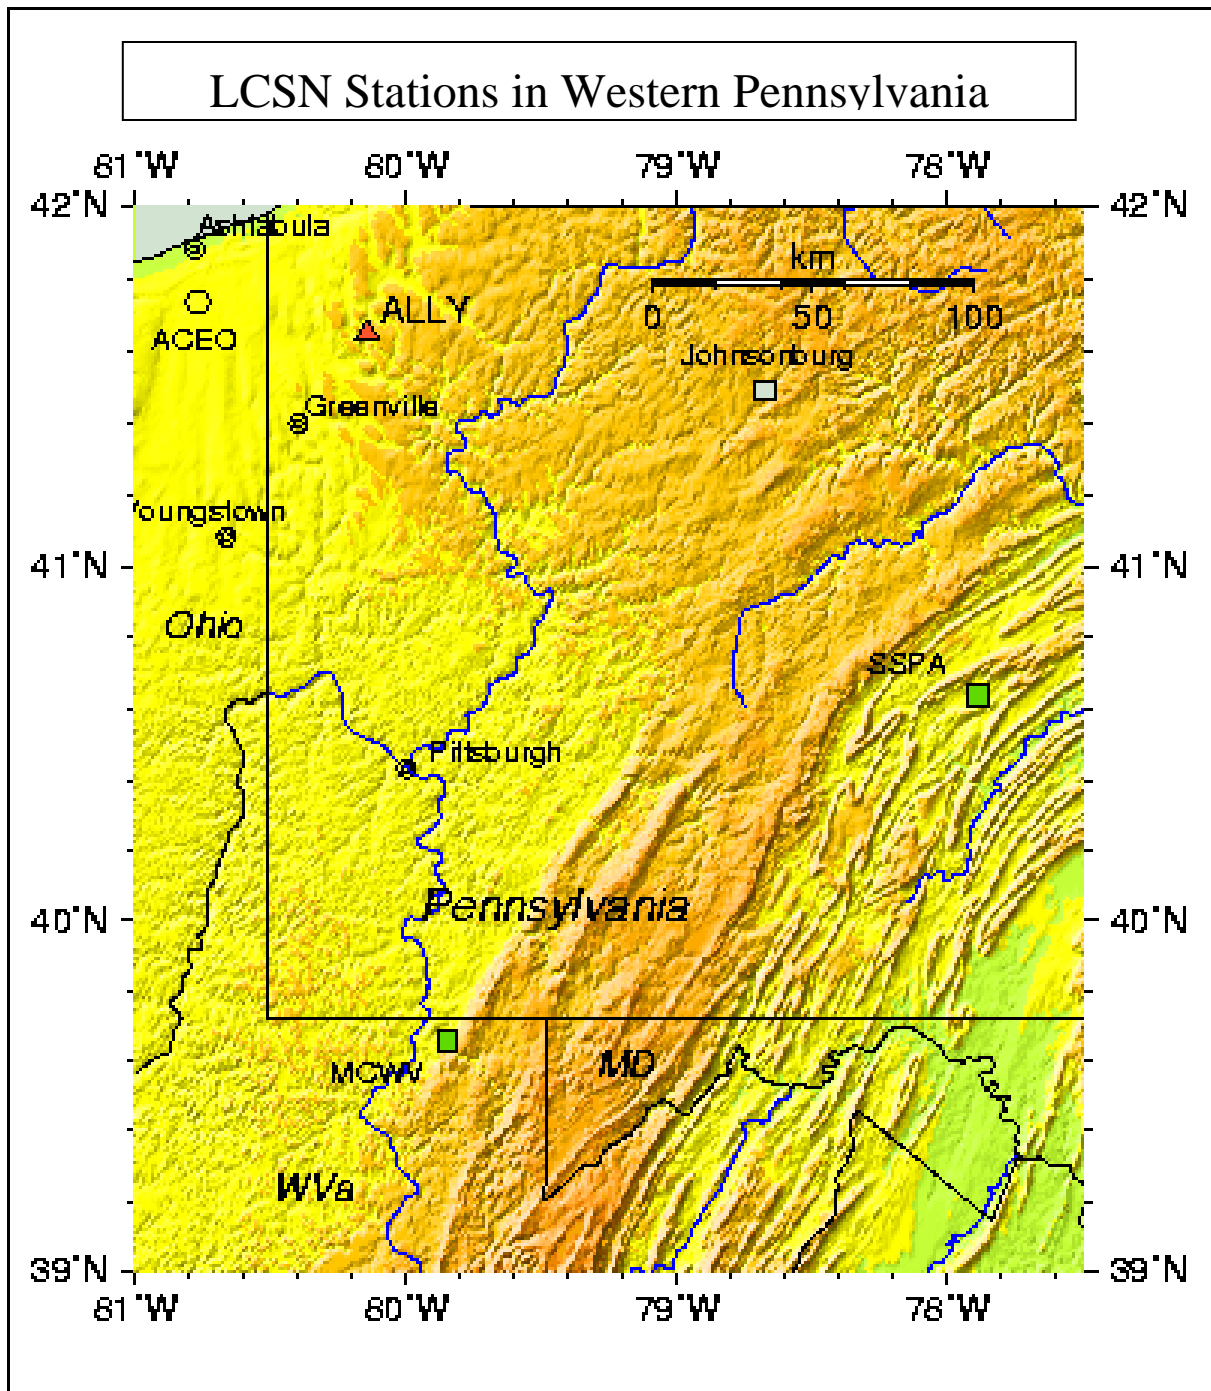 LCSN Stations in Western Pennsylvania
81°W 80°W 79°W 78°W
42°N 42°N
Ashtabula
km
ALLY
0 50 100
ACEO
Johnsonburg
Greenville
Youngstown
41°N 41°N
Ohio
SSPA
Pittsburgh
Pennsylvania
40°N 40°N
MD
MCWV
WVa
39°N 39°N
81°W 80°W 79°W 78°W